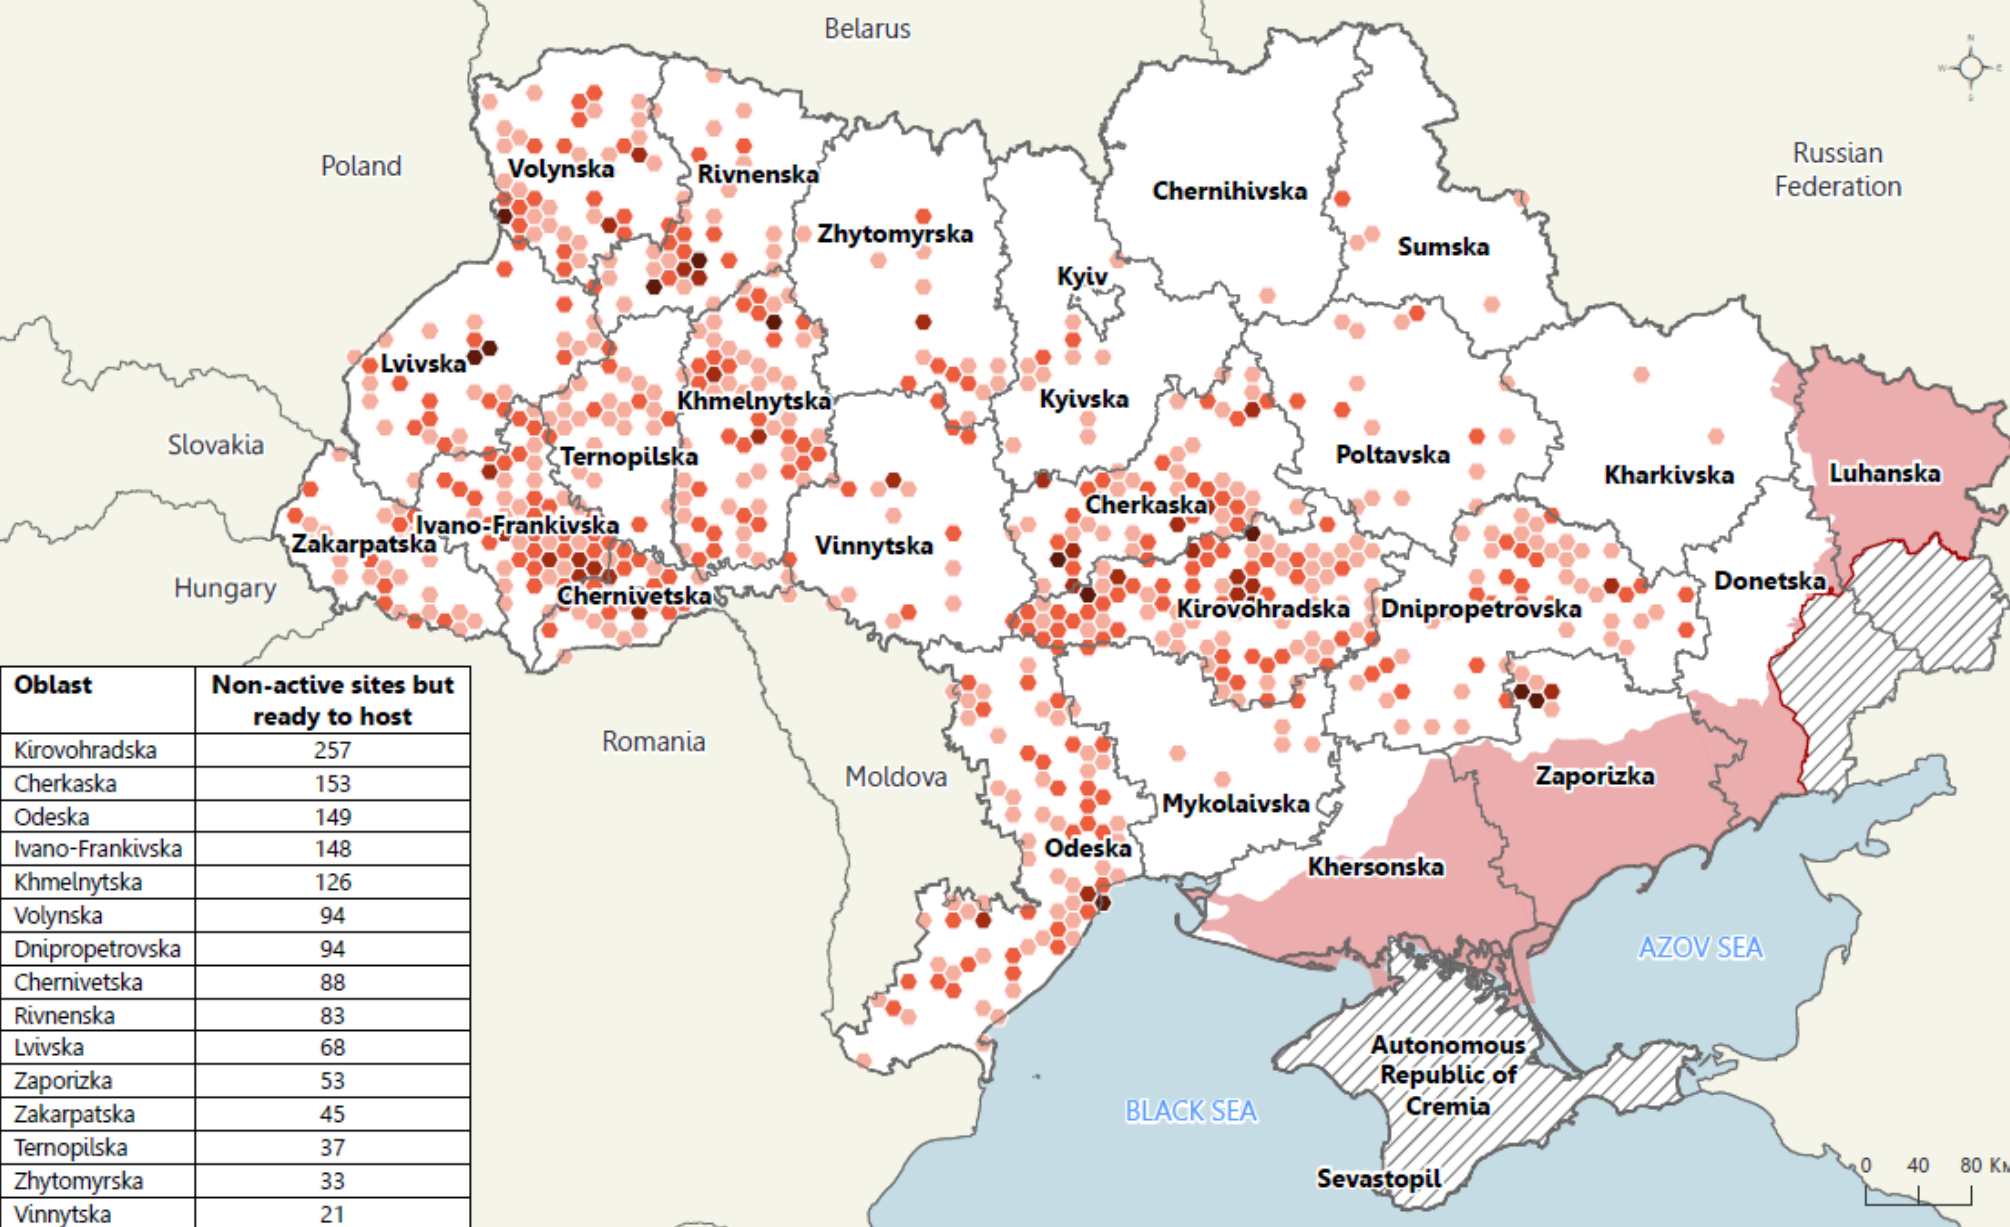 Belarus
N
W
E
S
Poland
Russian
Federation
Volynska
Rivnenska
Chernihivska
Zhytomyrska
Sumska
Kyiv
Lvivska
Khmelnytska
Kyivska
Slovakia
Ternopilska
Poltavska
Kharkivska
Luhanska
Cherkaska
Ivano-Frankivska
Zakarpatska
Vinnytska
Hungary
Chernivetska
Kirovohradska
Dnipropetrovska
Donetska
Romania
Moldova
Zaporizka
Mykolaivska
Odeska
Khersonska
AZOV SEA
Autonomous
Republic of
Cremia
BLACK SEA
Sevastopil
0 40 80 Km
Oblast Non-active sites but
ready to host
Kirovohradska 257
Cherkaska 153
Odeska 149
Ivano-Frankivska 148
Khmelnytska 126
Volynska 94
Dnipropetrovska 94
Chernivetska 88
Rivnenska 83
Lvivska 68
Zaporizka 53
Zakarpatska 45
Ternopilska 37
Zhytomyrska 33
Vinnytska 21